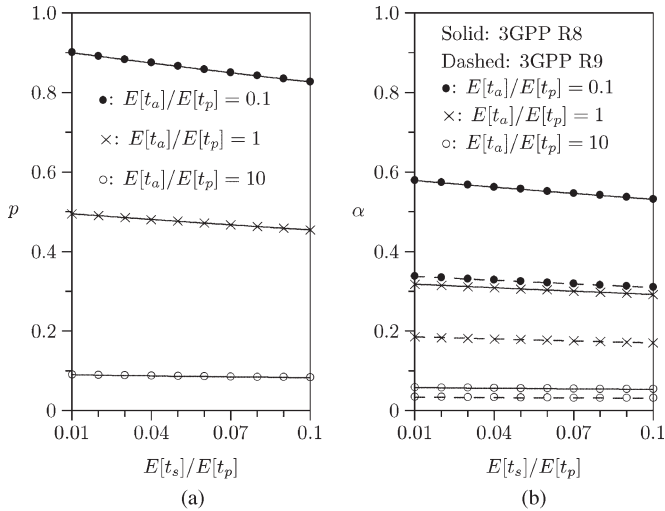 1.0
0.8
0.6
0.4
0.2
0
p
●: E[t_a]/E[t_p] = 0.1
×: E[t_a]/E[t_p] = 1
○: E[t_a]/E[t_p] = 10
0.01 0.04 0.07 0.1
E[t_s]/E[t_p]
(a)
1.0
0.8
0.6
0.4
0.2
0
α
Solid: 3GPP R8
Dashed: 3GPP R9
●: E[t_a]/E[t_p] = 0.1
×: E[t_a]/E[t_p] = 1
○: E[t_a]/E[t_p] = 10
0.01 0.04 0.07 0.1
E[t_s]/E[t_p]
(b)